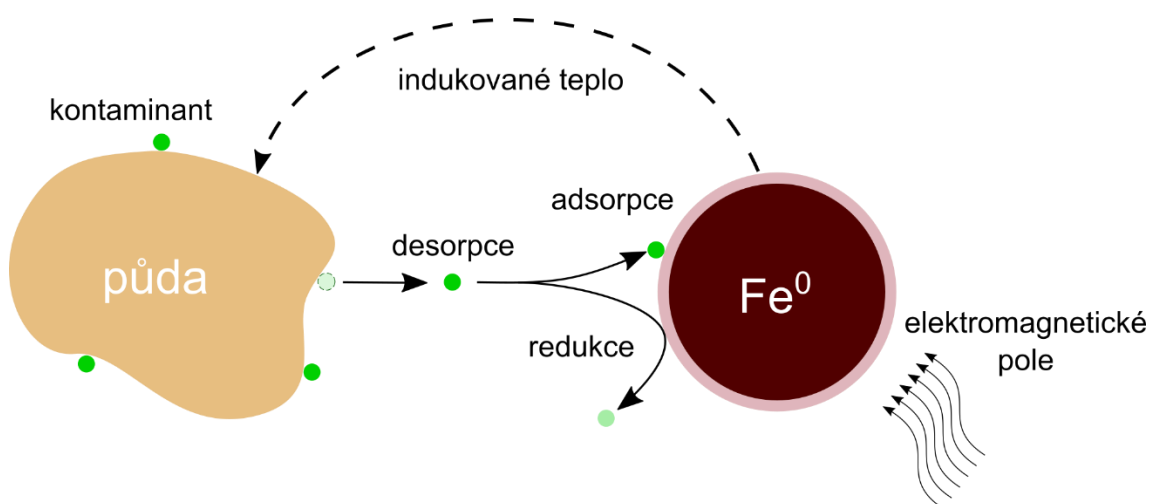 indukované teplo
kontaminant
adsorpce
desorpce
půda
Fe⁰
redukce
elektromagnetické
pole